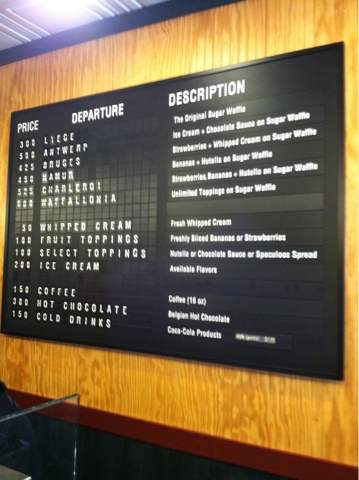 PRICE DEPARTURE DESCRIPTION
300 LIEGE The Original Sugar Waffle
500 ANTWERP Ice Cream + Chocolate Sauce on Sugar Waffle
425 BRUGES Strawberries + Whipped Cream on Sugar Waffle
450 NAMUR Bananas + Nutella on Sugar Waffle
525 CHARLEROI Strawberries, Bananas + Nutella on Sugar Waffle
WAFFALLONIA Unlimited Toppings on Sugar Waffle
50 WHIPPED CREAM Fresh Whipped Cream
100 FRUIT TOPPINGS Freshly Sliced Bananas or Strawberries
100 SELECT TOPPINGS Nutella or Chocolate Sauce or Speculoos Spread
200 ICE CREAM Available Flavors
150 COFFEE Coffee (16 oz)
300 HOT CHOCOLATE Belgian Hot Chocolate
150 COLD DRINKS Coca-Cola Products